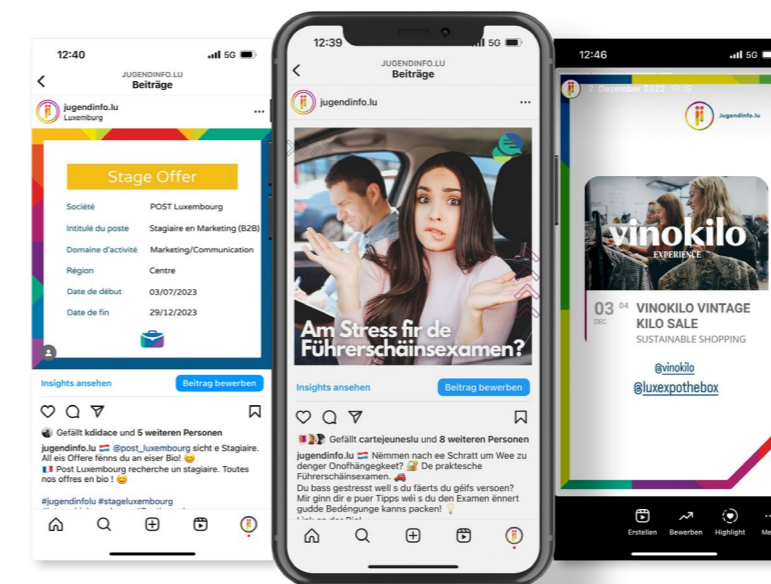 12:40
5G
JUGENDINFO.LU
Beiträge
jugendinfo.lu
Luxemburg
Stage Offer
Société POST Luxembourg
Intitulé du poste Stagiaire en Marketing (B2B)
Domaine d'activité Marketing/Communication
Région Centre
Date de début 03/07/2023
Date de fin 29/12/2023
Insights ansehen Beitrag bewerben
Gefällt kdidace und 5 weiteren Personen
jugendinfo.lu 🇱🇺 @post_luxembourg sicht e Stagiaire.
All eis Offere fënns du an eiser Bio! 😊
🇫🇷 Post Luxembourg recherche un stagiaire. Toutes
nos offres en bio ! 😊
#jugendinfolu #stageluxembourg
12:39
5G
JUGENDINFO.LU
Beiträge
jugendinfo.lu
Am Stress fir de
Führerschäinsexamen?
Insights ansehen Beitrag bewerben
Gefällt cartejeuneslu und 8 weiteren Personen
jugendinfo.lu 🇱🇺 Nëmmen nach ee Schratt um Wee zu
denger Onofhängegkeet? 🔐 De praktesche
Führerschäinsexamen. 🚗
Du bass gestresst well s du fäerts du géifs versoen?
Mir ginn dir e puer Tipps wéi s du den Examen ënnert
gudde Bedéngunge kanns packen! 💡
12:46
5G
2. Dezember 2022, 19:19
Jugendinfo.lu
vinokilo
EXPERIENCE
03 04
DEC
VINOKILO VINTAGE
KILO SALE
SUSTAINABLE SHOPPING
@vinokilo
@luxexpothebox
Erstellen Bewerben Highlight